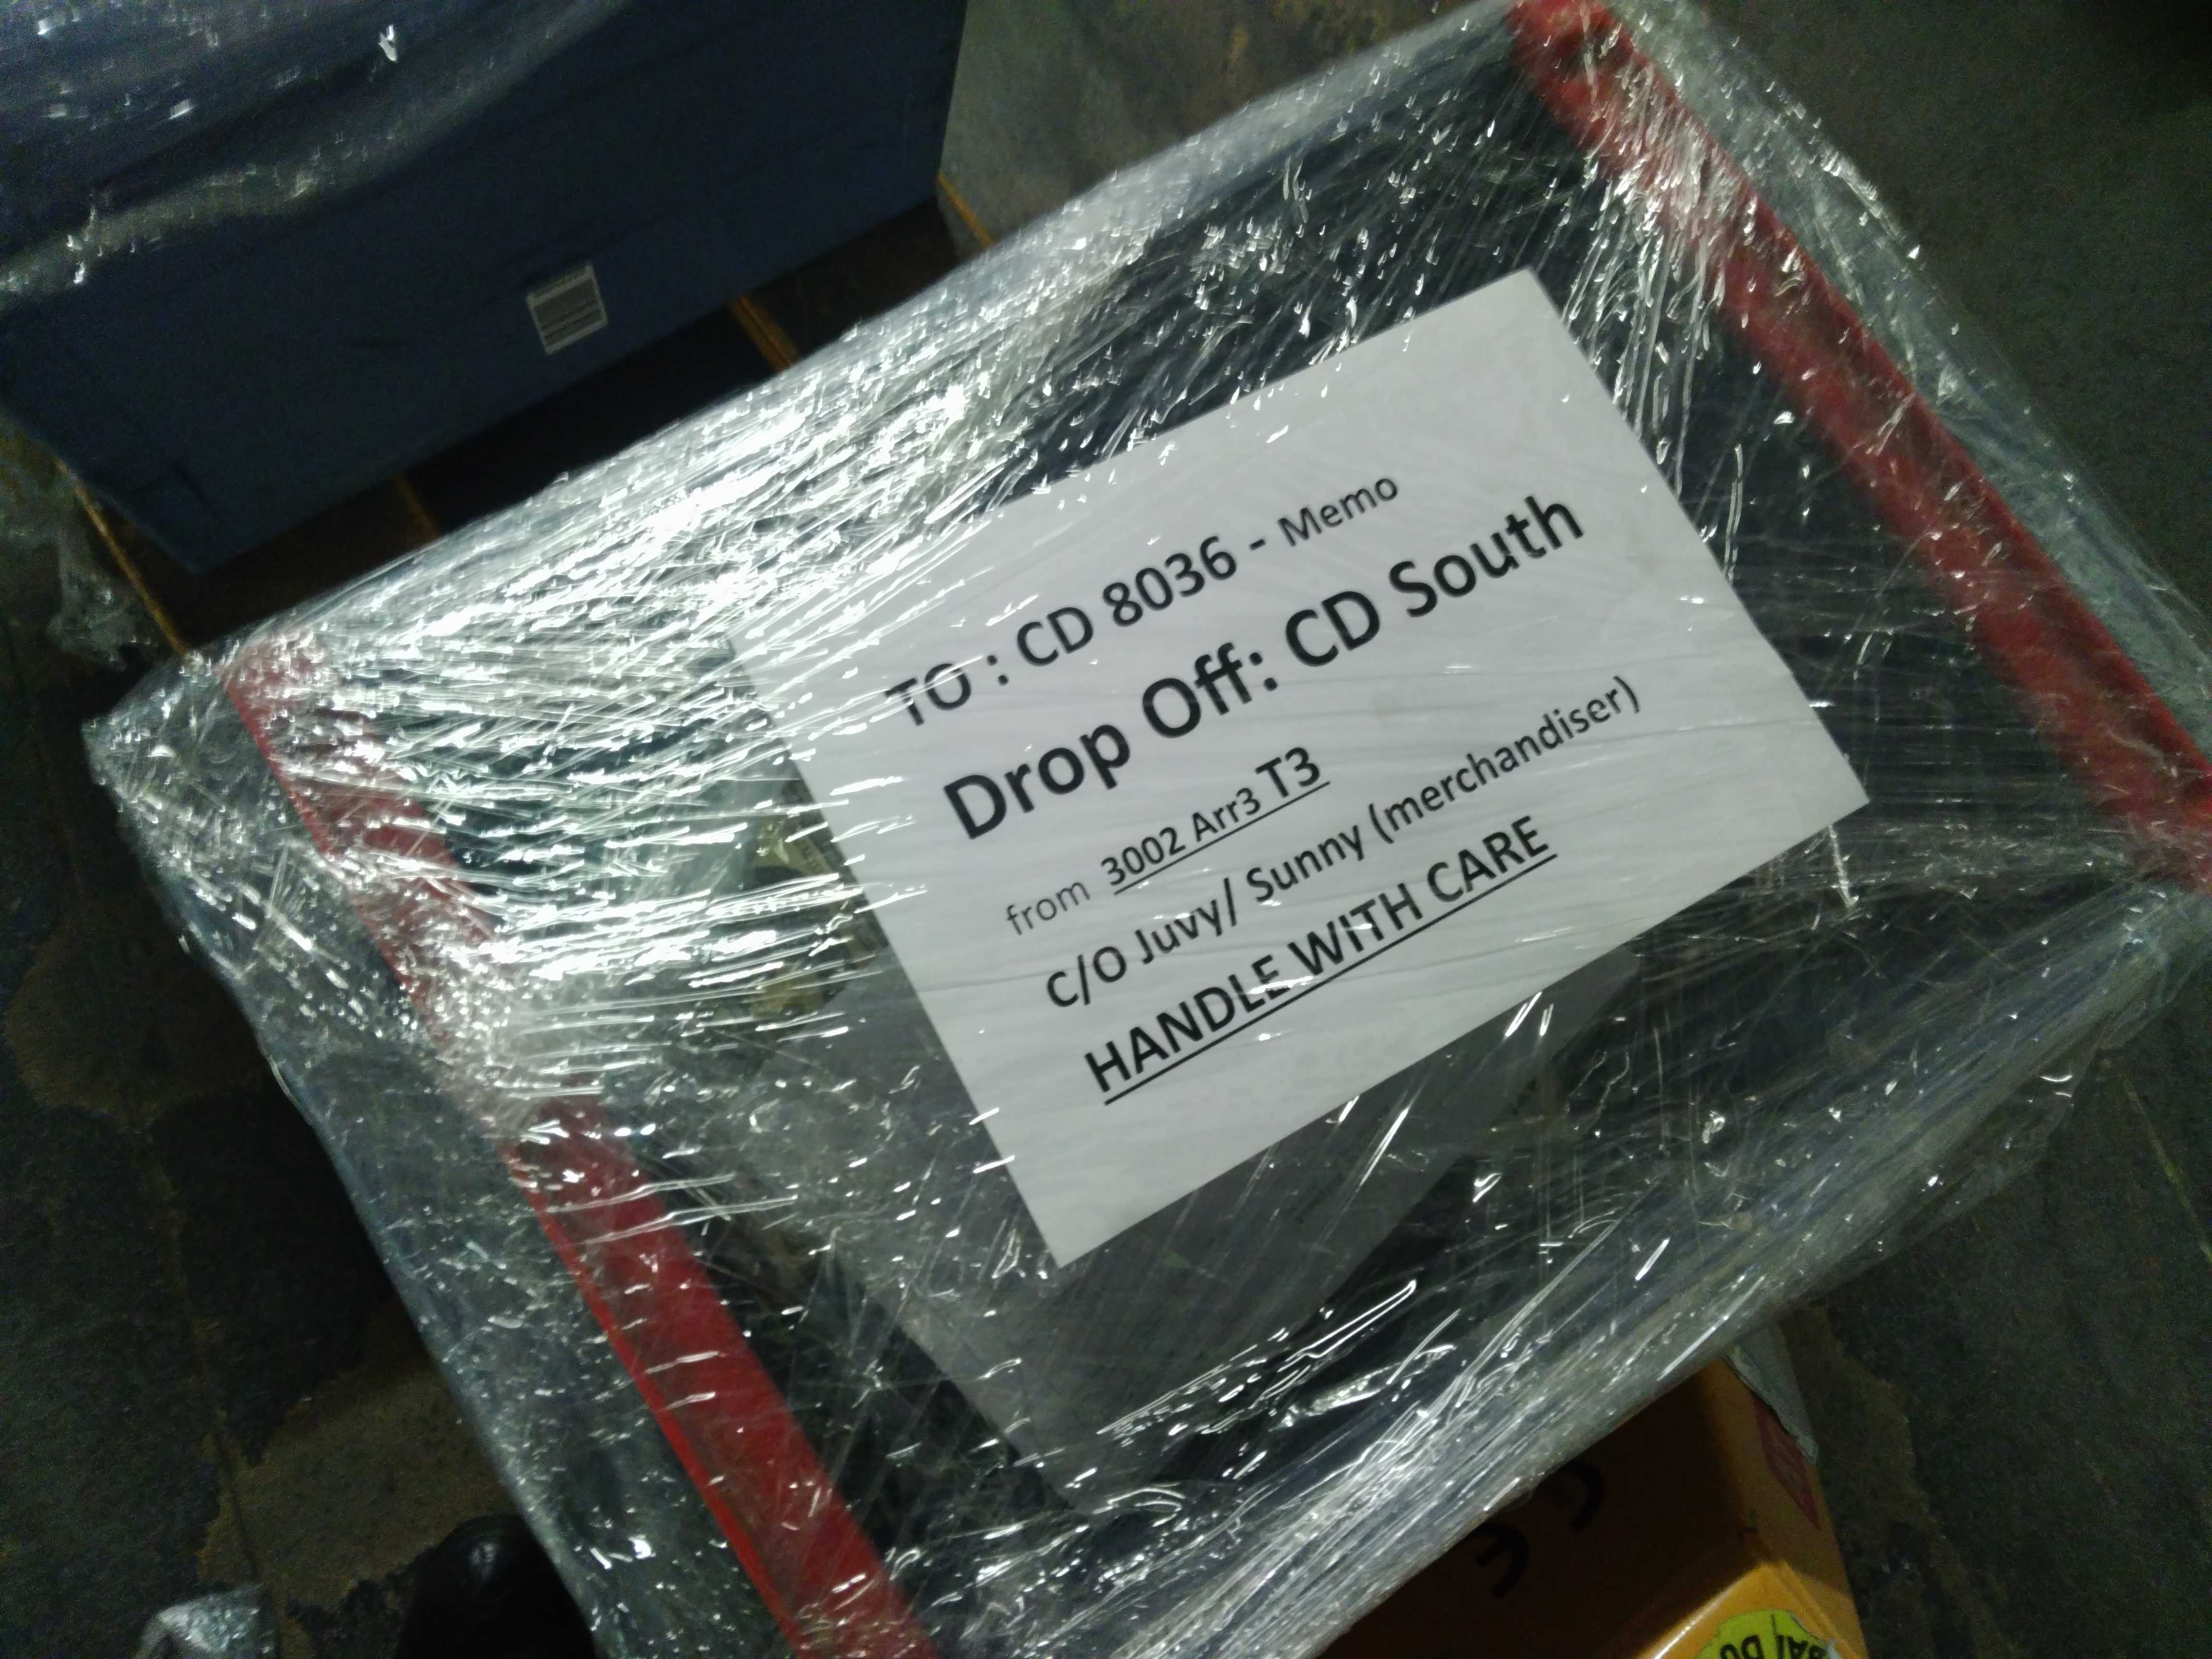 TO : CD 8036 - Memo
Drop Off: CD South
from 3002 Arr3 T3
C/O Juvy/ Sunny (merchandiser)
HANDLE WITH CARE